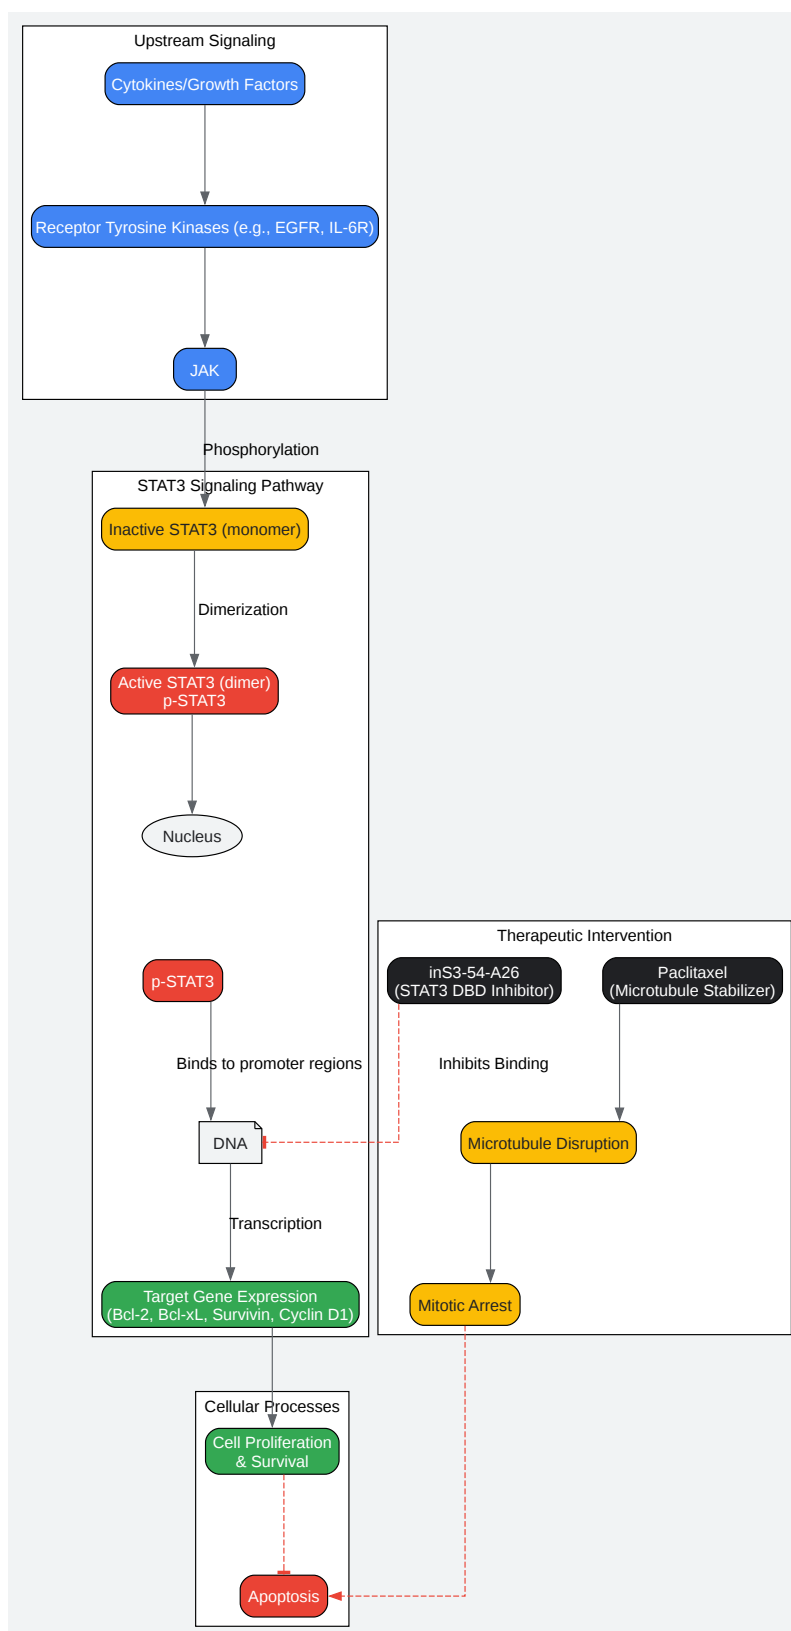 Upstream Signaling
Cytokines/Growth Factors
Receptor Tyrosine Kinases (e.g., EGFR, IL-6R)
JAK
Phosphorylation
STAT3 Signaling Pathway
Inactive STAT3 (monomer)
Dimerization
Active STAT3 (dimer)
p-STAT3
Nucleus
p-STAT3
Binds to promoter regions
DNA
Transcription
Target Gene Expression
(Bcl-2, Bcl-xL, Survivin, Cyclin D1)
Therapeutic Intervention
inS3-54-A26
(STAT3 DBD Inhibitor)
Paclitaxel
(Microtubule Stabilizer)
Inhibits Binding
Microtubule Disruption
Mitotic Arrest
Cellular Processes
Cell Proliferation
& Survival
Apoptosis